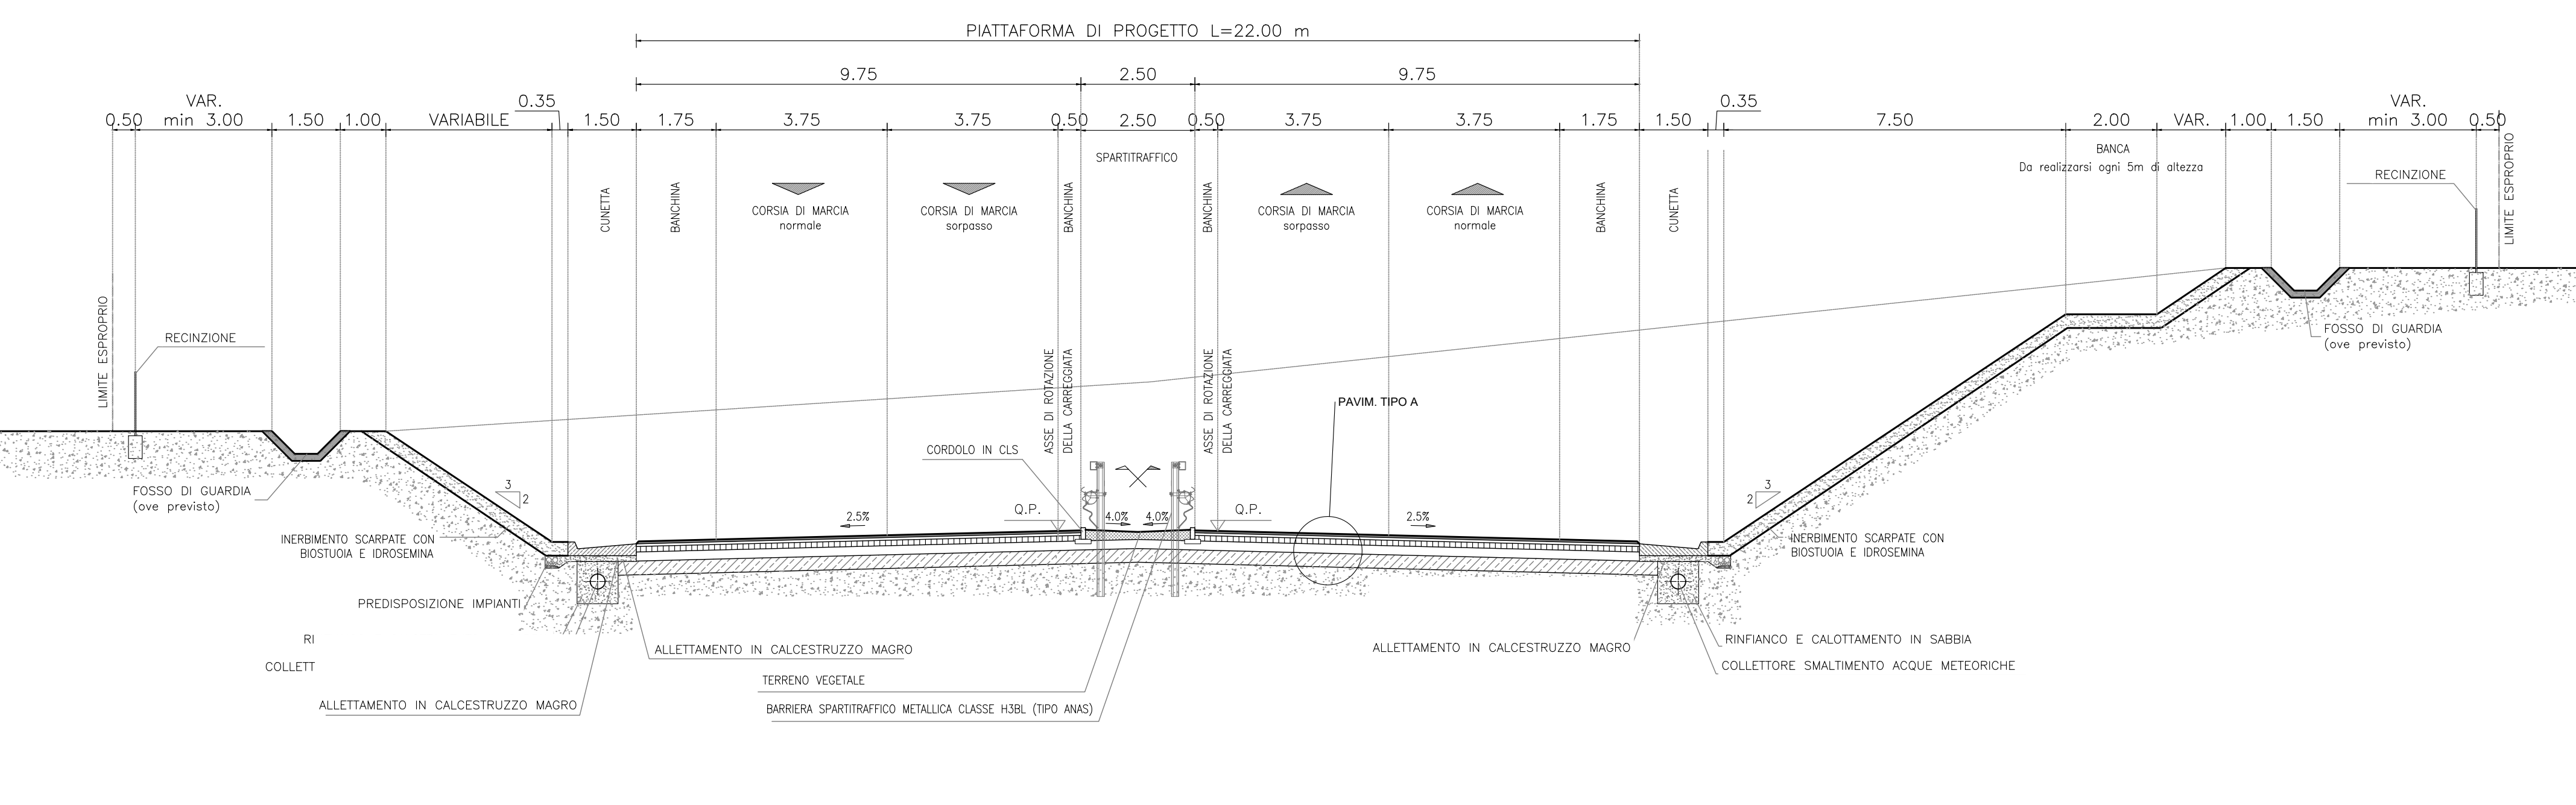 PIATTAFORMA DI PROGETTO L=22.00 m
9.75 2.50 9.75
VAR. 0.35 0.35 VAR.
0.50 min 3.00 1.50 1.00 VARIABILE 1.50 1.75 3.75 3.75 0.50 2.50 0.50 3.75 3.75 1.75 1.50 7.50 2.00 VAR. 1.00 1.50 min 3.00 0.50
SPARTITRAFFICO
BANCA
Da realizzarsi ogni 5m di altezza
RECINZIONE
LIMITE ESPROPRIO
CUNETTA
BANCHINA
CORSIA DI MARCIA
normale
CORSIA DI MARCIA
sorpasso
BANCHINA
BANCHINA
CORSIA DI MARCIA
sorpasso
CORSIA DI MARCIA
normale
BANCHINA
CUNETTA
LIMITE ESPROPRIO
RECINZIONE
FOSSO DI GUARDIA
(ove previsto)
ASSE DI ROTAZIONE
DELLA CARREGGIATA
ASSE DI ROTAZIONE
DELLA CARREGGIATA
PAVIM. TIPO A
CORDOLO IN CLS
FOSSO DI GUARDIA
(ove previsto)
3
2
3
2
Q.P.
Q.P.
2.5%
4.0%
4.0%
2.5%
INERBIMENTO SCARPATE CON
BIOSTUOIA E IDROSEMINA
INERBIMENTO SCARPATE CON
BIOSTUOIA E IDROSEMINA
PREDISPOSIZIONE IMPIANTI
RI
COLLETT
ALLETTAMENTO IN CALCESTRUZZO MAGRO
ALLETTAMENTO IN CALCESTRUZZO MAGRO
RINFIANCO E CALOTTAMENTO IN SABBIA
COLLETTORE SMALTIMENTO ACQUE METEORICHE
TERRENO VEGETALE
ALLETTAMENTO IN CALCESTRUZZO MAGRO
BARRIERA SPARTITRAFFICO METALLICA CLASSE H3BL (TIPO ANAS)